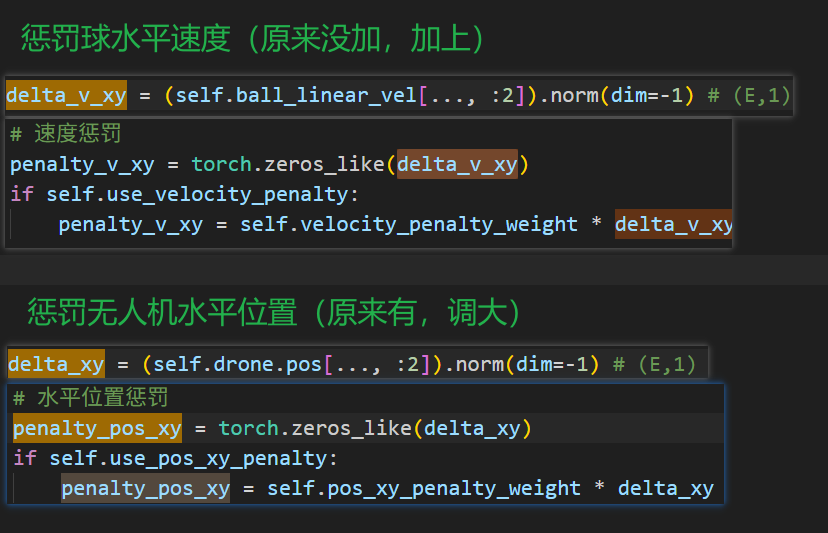 惩罚球水平速度（原来没加，加上）
delta_v_xy = (self.ball_linear_vel[..., :2]).norm(dim=-1) # (E,1)
# 速度惩罚
penalty_v_xy = torch.zeros_like(delta_v_xy)
if self.use_velocity_penalty:
penalty_v_xy = self.velocity_penalty_weight * delta_v_xy
惩罚无人机水平位置（原来有，调大）
delta_xy = (self.drone.pos[..., :2]).norm(dim=-1) # (E,1)
# 水平位置惩罚
penalty_pos_xy = torch.zeros_like(delta_xy)
if self.use_pos_xy_penalty:
penalty_pos_xy = self.pos_xy_penalty_weight * delta_xy